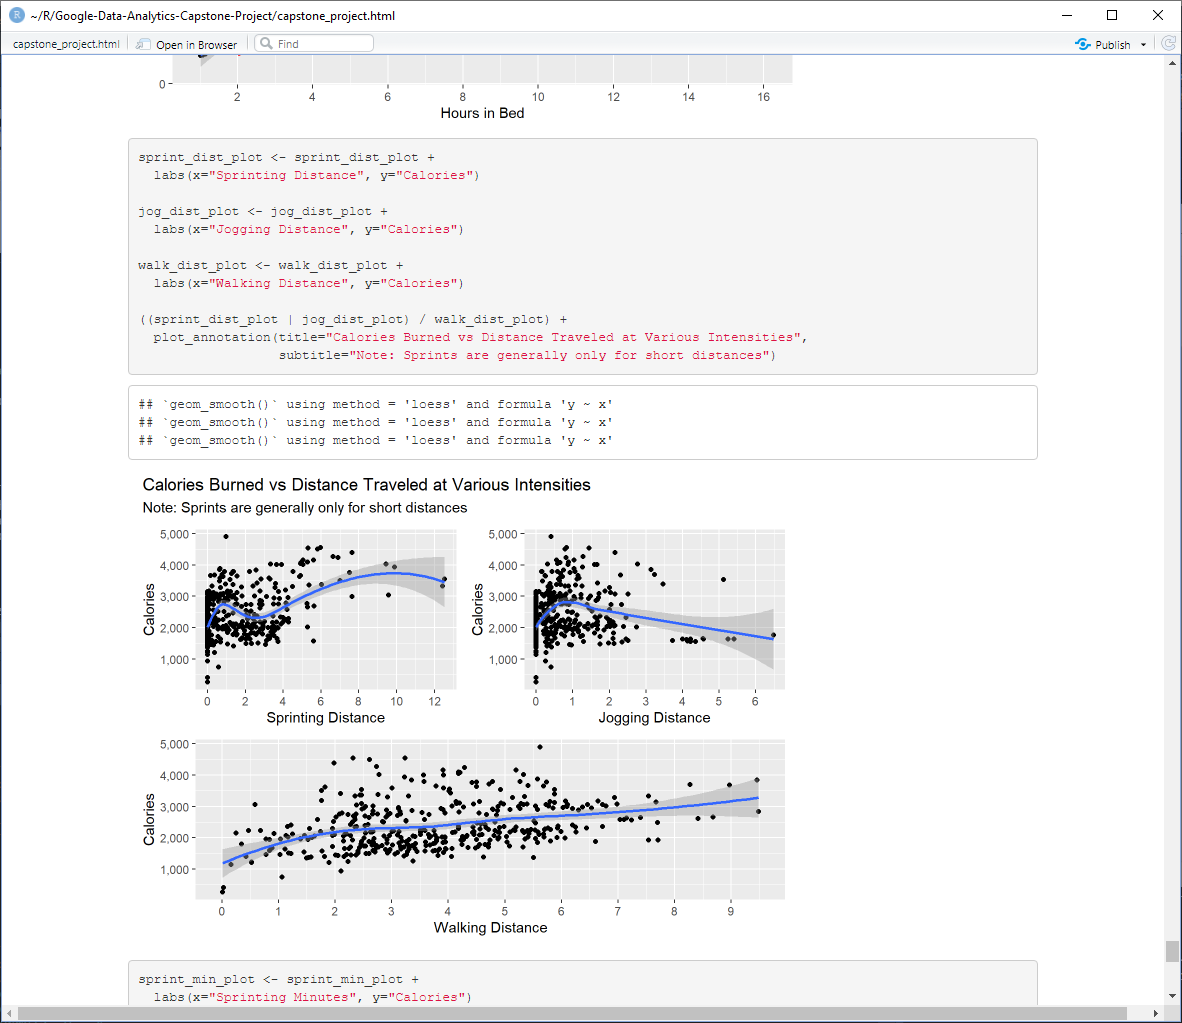 ~/R/Google-Data-Analytics-Capstone-Project/capstone_project.html
capstone_project.html Open in Browser Find Publish
0
2 4 6 8 10 12 14 16
Hours in Bed
sprint_dist_plot <- sprint_dist_plot +
  labs(x="Sprinting Distance", y="Calories")
jog_dist_plot <- jog_dist_plot +
  labs(x="Jogging Distance", y="Calories")
walk_dist_plot <- walk_dist_plot +
  labs(x="Walking Distance", y="Calories")
((sprint_dist_plot | jog_dist_plot) / walk_dist_plot) +
  plot_annotation(title="Calories Burned vs Distance Traveled at Various Intensities",
                  subtitle="Note: Sprints are generally only for short distances")
## `geom_smooth()` using method = 'loess' and formula 'y ~ x'
## `geom_smooth()` using method = 'loess' and formula 'y ~ x'
## `geom_smooth()` using method = 'loess' and formula 'y ~ x'
Calories Burned vs Distance Traveled at Various Intensities
Note: Sprints are generally only for short distances
Calories
5,000
4,000
3,000
2,000
1,000
0 2 4 6 8 10 12
Sprinting Distance
Calories
5,000
4,000
3,000
2,000
1,000
0 1 2 3 4 5 6
Jogging Distance
Calories
5,000
4,000
3,000
2,000
1,000
0 1 2 3 4 5 6 7 8 9
Walking Distance
sprint_min_plot <- sprint_min_plot +
  labs(x="Sprinting Minutes", y="Calories")